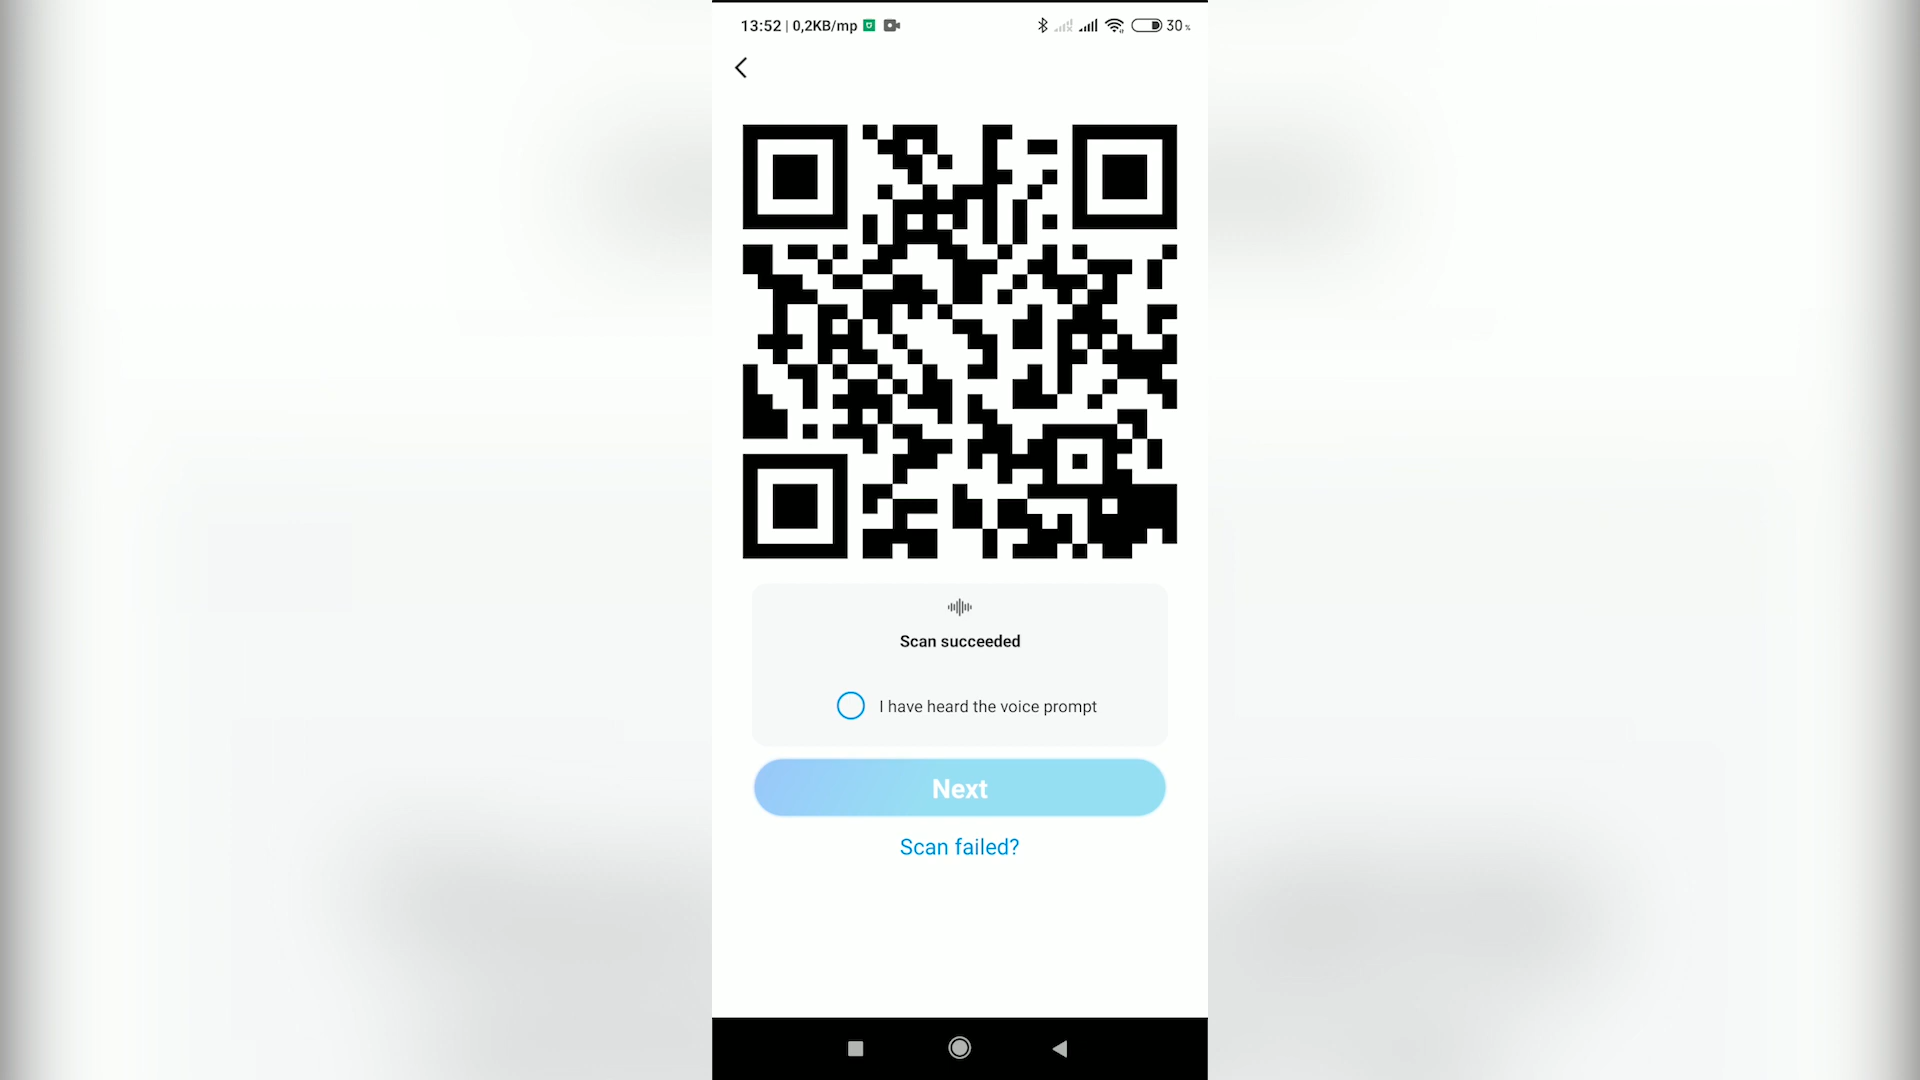 13:52 | 0,2KB/mp 30 %
Scan succeeded
I have heard the voice prompt
Next
Scan failed?